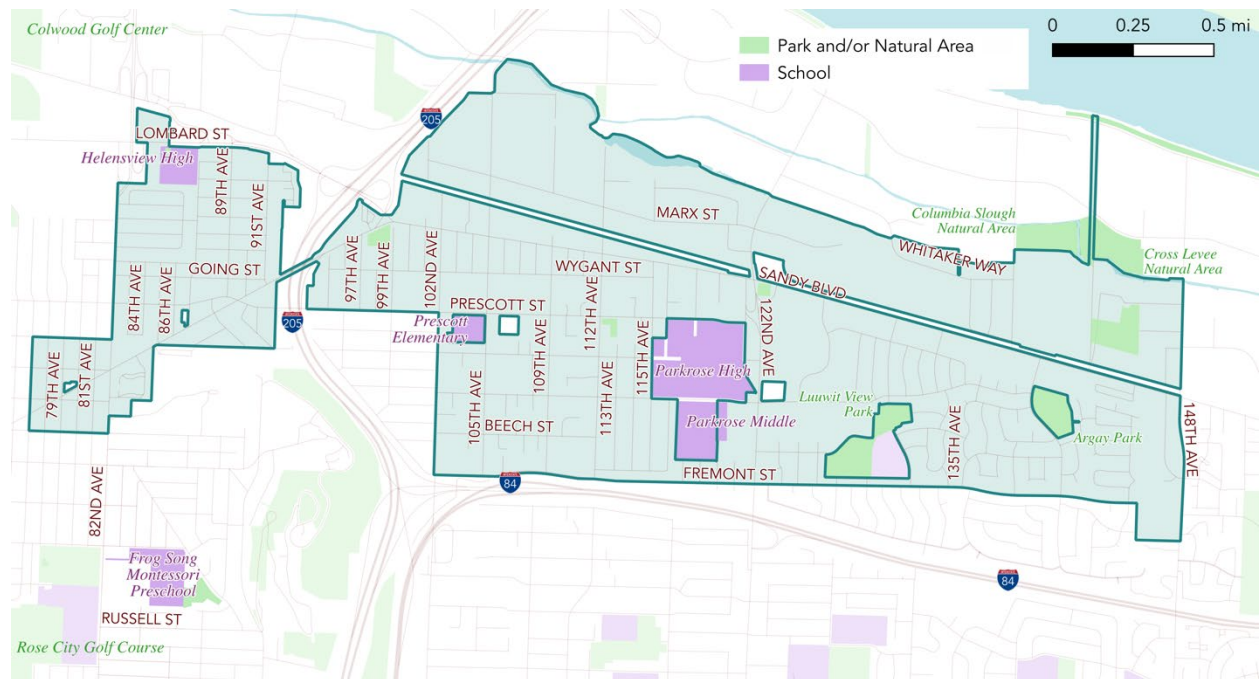 Colwood Golf Center
0 0.25 0.5 mi
Park and/or Natural Area
School
205
LOMBARD ST
Helensview High
89TH AVE
91ST AVE
MARX ST
Columbia Slough
Natural Area
WHITAKER WAY
Cross Levee
Natural Area
GOING ST
97TH AVE
99TH AVE
102ND AVE
WYGANT ST
SANDY BLVD
84TH AVE
86TH AVE
205
PRESCOTT ST
Prescott
Elementary
112TH AVE
122ND AVE
79TH AVE
81ST AVE
109TH AVE
115TH AVE
Parkrose High
Luuwit View
Park
105TH AVE
BEECH ST
113TH AVE
Parkrose Middle
135TH AVE
Argay Park
148TH AVE
FREMONT ST
84
82ND AVE
Frog Song
Montessori
Preschool
84
RUSSELL ST
Rose City Golf Course